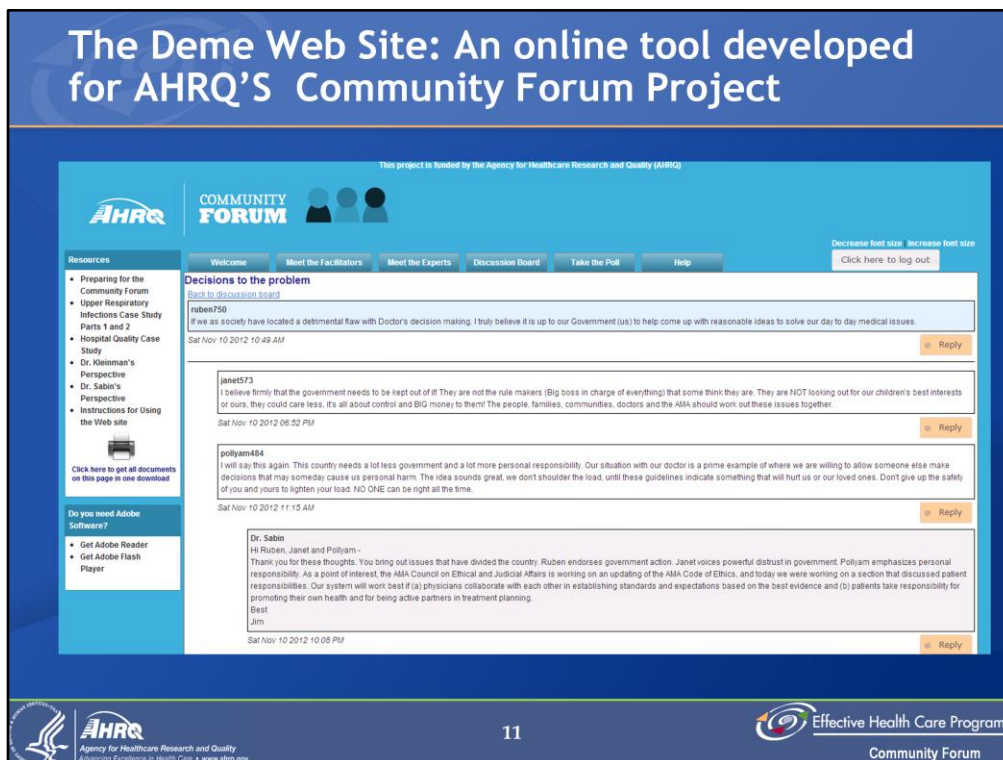 The Deme Web Site: An online tool developed
for AHRQ'S Community Forum Project
This project is funded by the Agency for Healthcare Research and Quality (AHRQ)
AHRQ
COMMUNITY
FORUM
Decrease font size Increase font size
Click here to log out
Welcome Meet the Facilitators Meet the Experts Discussion Board Take the Poll Help
Resources
• Preparing for the
Community Forum
• Upper Respiratory
Infections Case Study
Parts 1 and 2
• Hospital Quality Case
Study
• Dr. Kleinman's
Perspective
• Dr. Sabin's
Perspective
• Instructions for Using
the Web site
Click here to get all documents
on this page in one download
Do you need Adobe
Software?
• Get Adobe Reader
• Get Adobe Flash
Player
Decisions to the problem
Back to discussion board
ruben750
If we as society have located a detrimental flaw with Doctor's decision making. I truly believe it is up to our Government (us) to help come up with reasonable ideas to solve our day to day medical issues.
Sat Nov 10 2012 10:49 AM
Reply
janet573
I believe firmly that the government needs to be kept out of it! They are not the rule makers (Big boss in charge of everything) that some think they are. They are NOT looking out for our children's best interests
or ours, they could care less, it's all about control and BIG money to them! The people, families, communities, doctors and the AMA should work out these issues together.
Sat Nov 10 2012 06:52 PM
Reply
pollyam484
I will say this again. This country needs a lot less government and a lot more personal responsibility. Our situation with our doctor is a prime example of where we are willing to allow someone else make
decisions that may someday cause us personal harm. The idea sounds great, we don't shoulder the load, until these guidelines indicate something that will hurt us or our loved ones. Don't give up the safety
of you and yours to lighten your load. NO ONE can be right all the time.
Sat Nov 10 2012 11:15 AM
Reply
Dr. Sabin
Hi Ruben, Janet and Pollyam -
Thank you for these thoughts. You bring out issues that have divided the country. Ruben endorses government action. Janet voices powerful distrust in government. Pollyam emphasizes personal
responsibility. As a point of interest, the AMA Council on Ethical and Judicial Affairs is working on an updating of the AMA Code of Ethics, and today we were working on a section that discussed patient
responsibilities. Our system will work best if (a) physicians collaborate with each other in establishing standards and expectations based on the best evidence and (b) patients take responsibility for
promoting their own health and for being active partners in treatment planning.
Best
Jim
Sat Nov 10 2012 10:08 PM
Reply
AHRQ
Agency for Healthcare Research and Quality
Advancing Excellence in Health Care • www.ahrq.gov
11
Effective Health Care Program
Community Forum